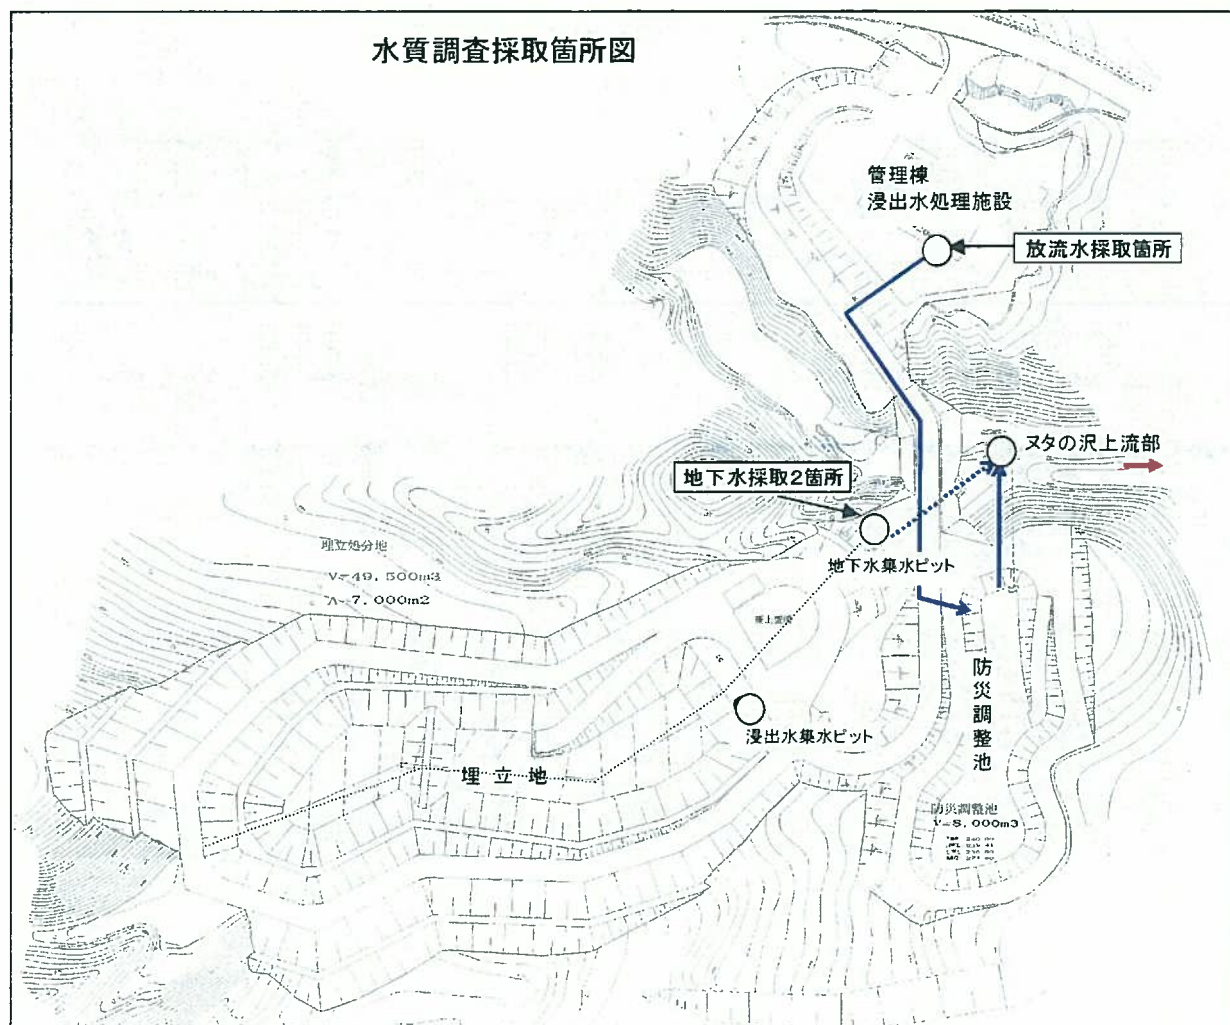 水質調査採取箇所図
管理棟
浸出水処理施設
放流水採取箇所
ヌタの沢上流部
地下水採取2箇所
埋立処分地
V=49,500m3
A=7,000m2
地下水集水ピット
防災調整池
浸出水集水ピット
埋立地
防災調整池
V=8,000m3